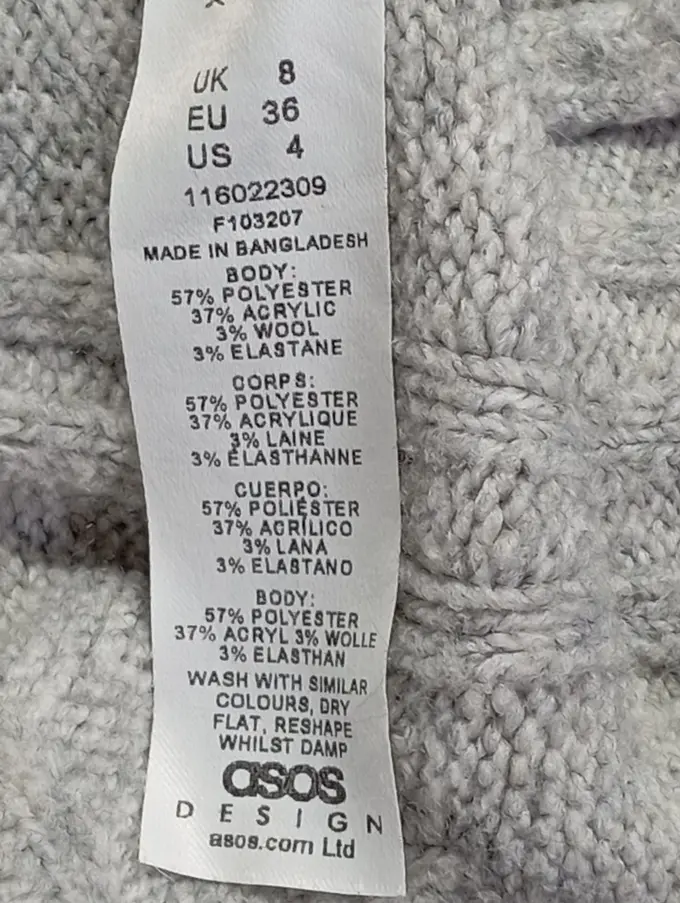 UK 8
EU 36
US 4
116022309
F103207
MADE IN BANGLADESH
BODY:
57% POLYESTER
37% ACRYLIC
3% WOOL
3% ELASTANE
CORPS:
57% POLYESTER
37% ACRYLIQUE
3% LAINE
3% ÉLASTHANNE
CUERPO:
57% POLIÉSTER
37% ACRÍLICO
3% LANA
3% ELASTANO
BODY:
57% POLYESTER
37% ACRYL 3% WOLLE
3% ELASTHAN
WASH WITH SIMILAR
COLOURS, DRY
FLAT, RESHAPE
WHILST DAMP
asos
DESIGN
asos.com Ltd